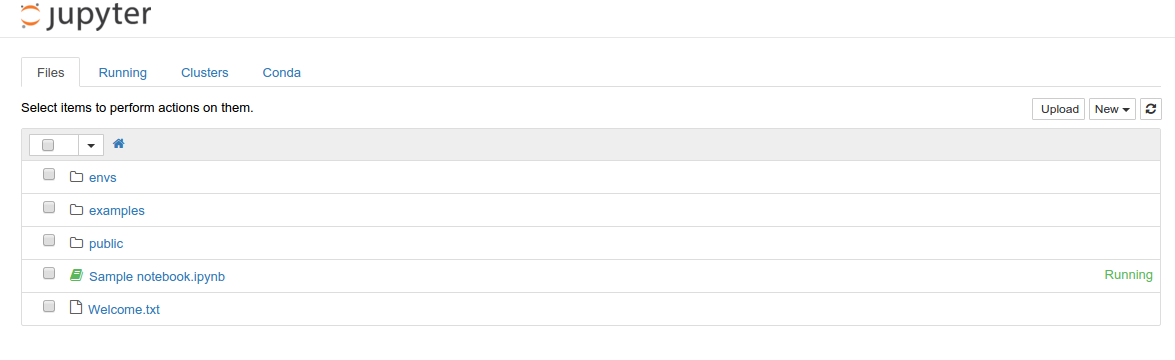 jupyter
Files Running Clusters Conda
Select items to perform actions on them.
Upload New
envs
examples
public
Sample notebook.ipynb Running
Welcome.txt